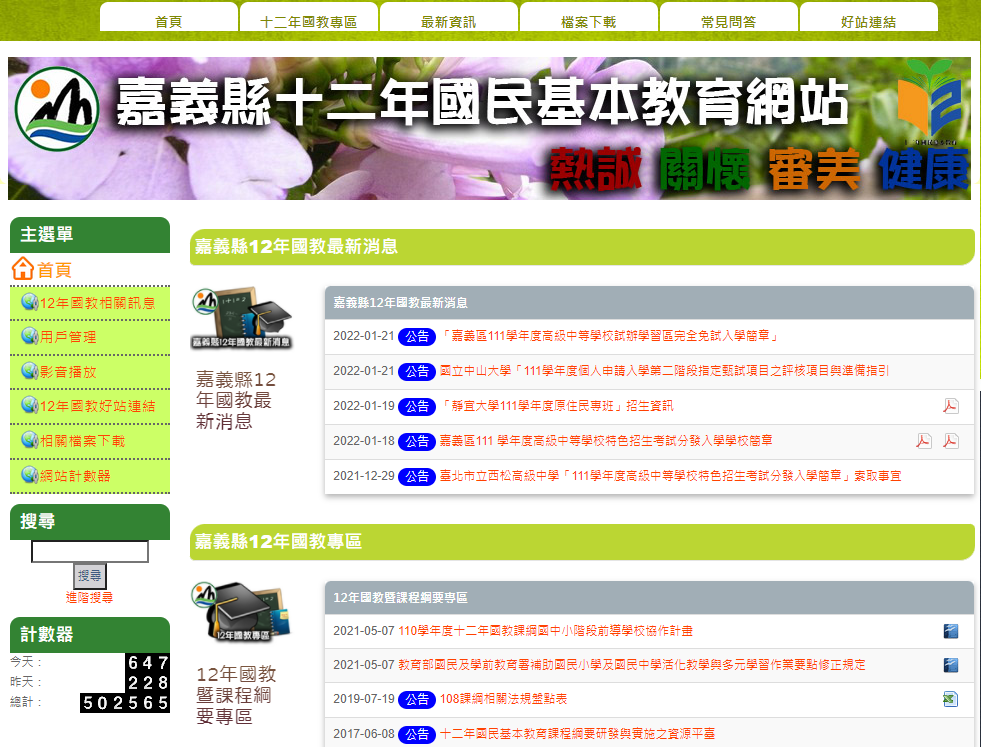 首頁 十二年國教專區 最新資訊 檔案下載 常見問答 好站連結
嘉義縣十二年國民基本教育網站
熱誠 關懷 審美 健康
主選單
首頁
12年國教相關訊息
用戶管理
影音播放
12年國教好站連結
相關檔案下載
網站計數器
搜尋
搜尋
進階搜尋
計數器
今天： 647
昨天： 228
總計： 502565
嘉義縣12年國教最新消息
嘉義縣12年國教最新消息
嘉義縣12
年國教最
新消息
嘉義縣12年國教最新消息
2022-01-21 公告 「嘉義區111學年度高級中等學校試辦學習區完全免試入學簡章」
2022-01-21 公告 國立中山大學「111學年度個人申請入學第二階段指定甄試項目之評核項目與準備指引
2022-01-19 公告 「靜宜大學111學年度原住民專班」招生資訊
2022-01-18 公告 嘉義區111 學年度高級中等學校特色招生考試分發入學學校簡章
2021-12-29 公告 臺北市立西松高級中學「111學年度高級中等學校特色招生考試分發入學簡章」索取事宜
嘉義縣12年國教專區
12年國教專區
12年國教
暨課程綱
要專區
12年國教暨課程綱要專區
2021-05-07 110學年度十二年國教課綱國中小階段前導學校協作計畫
2021-05-07 教育部國民及學前教育署補助國民小學及國民中學活化教學與多元學習作業要點修正規定
2019-07-19 公告 108課綱相關法規盤點表
2017-06-08 公告 十二年國民基本教育課程綱要研發與實施之資源平臺